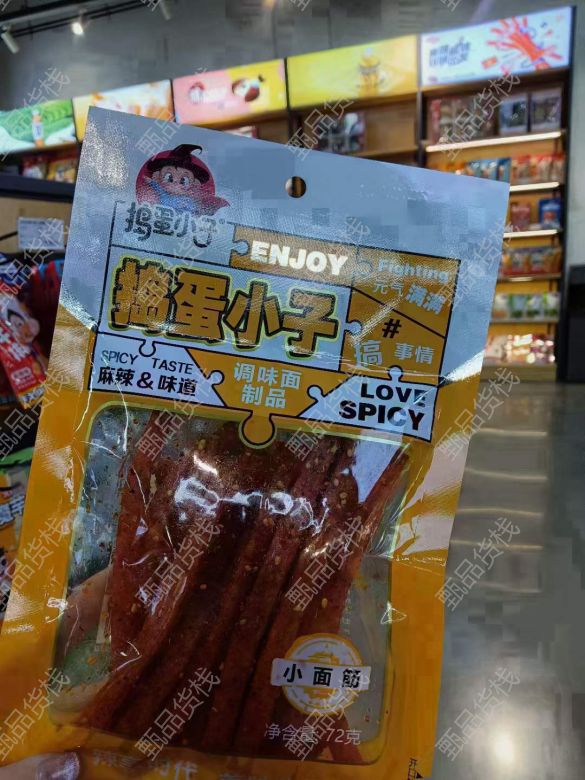 捣蛋小子
ENJOY
Fighting
元气满满
捣蛋小子
#
搞事情
SPICY TASTE
麻辣&味道
调味面
制品
LOVE
SPICY
小面筋
净含量:72克
甄品货栈